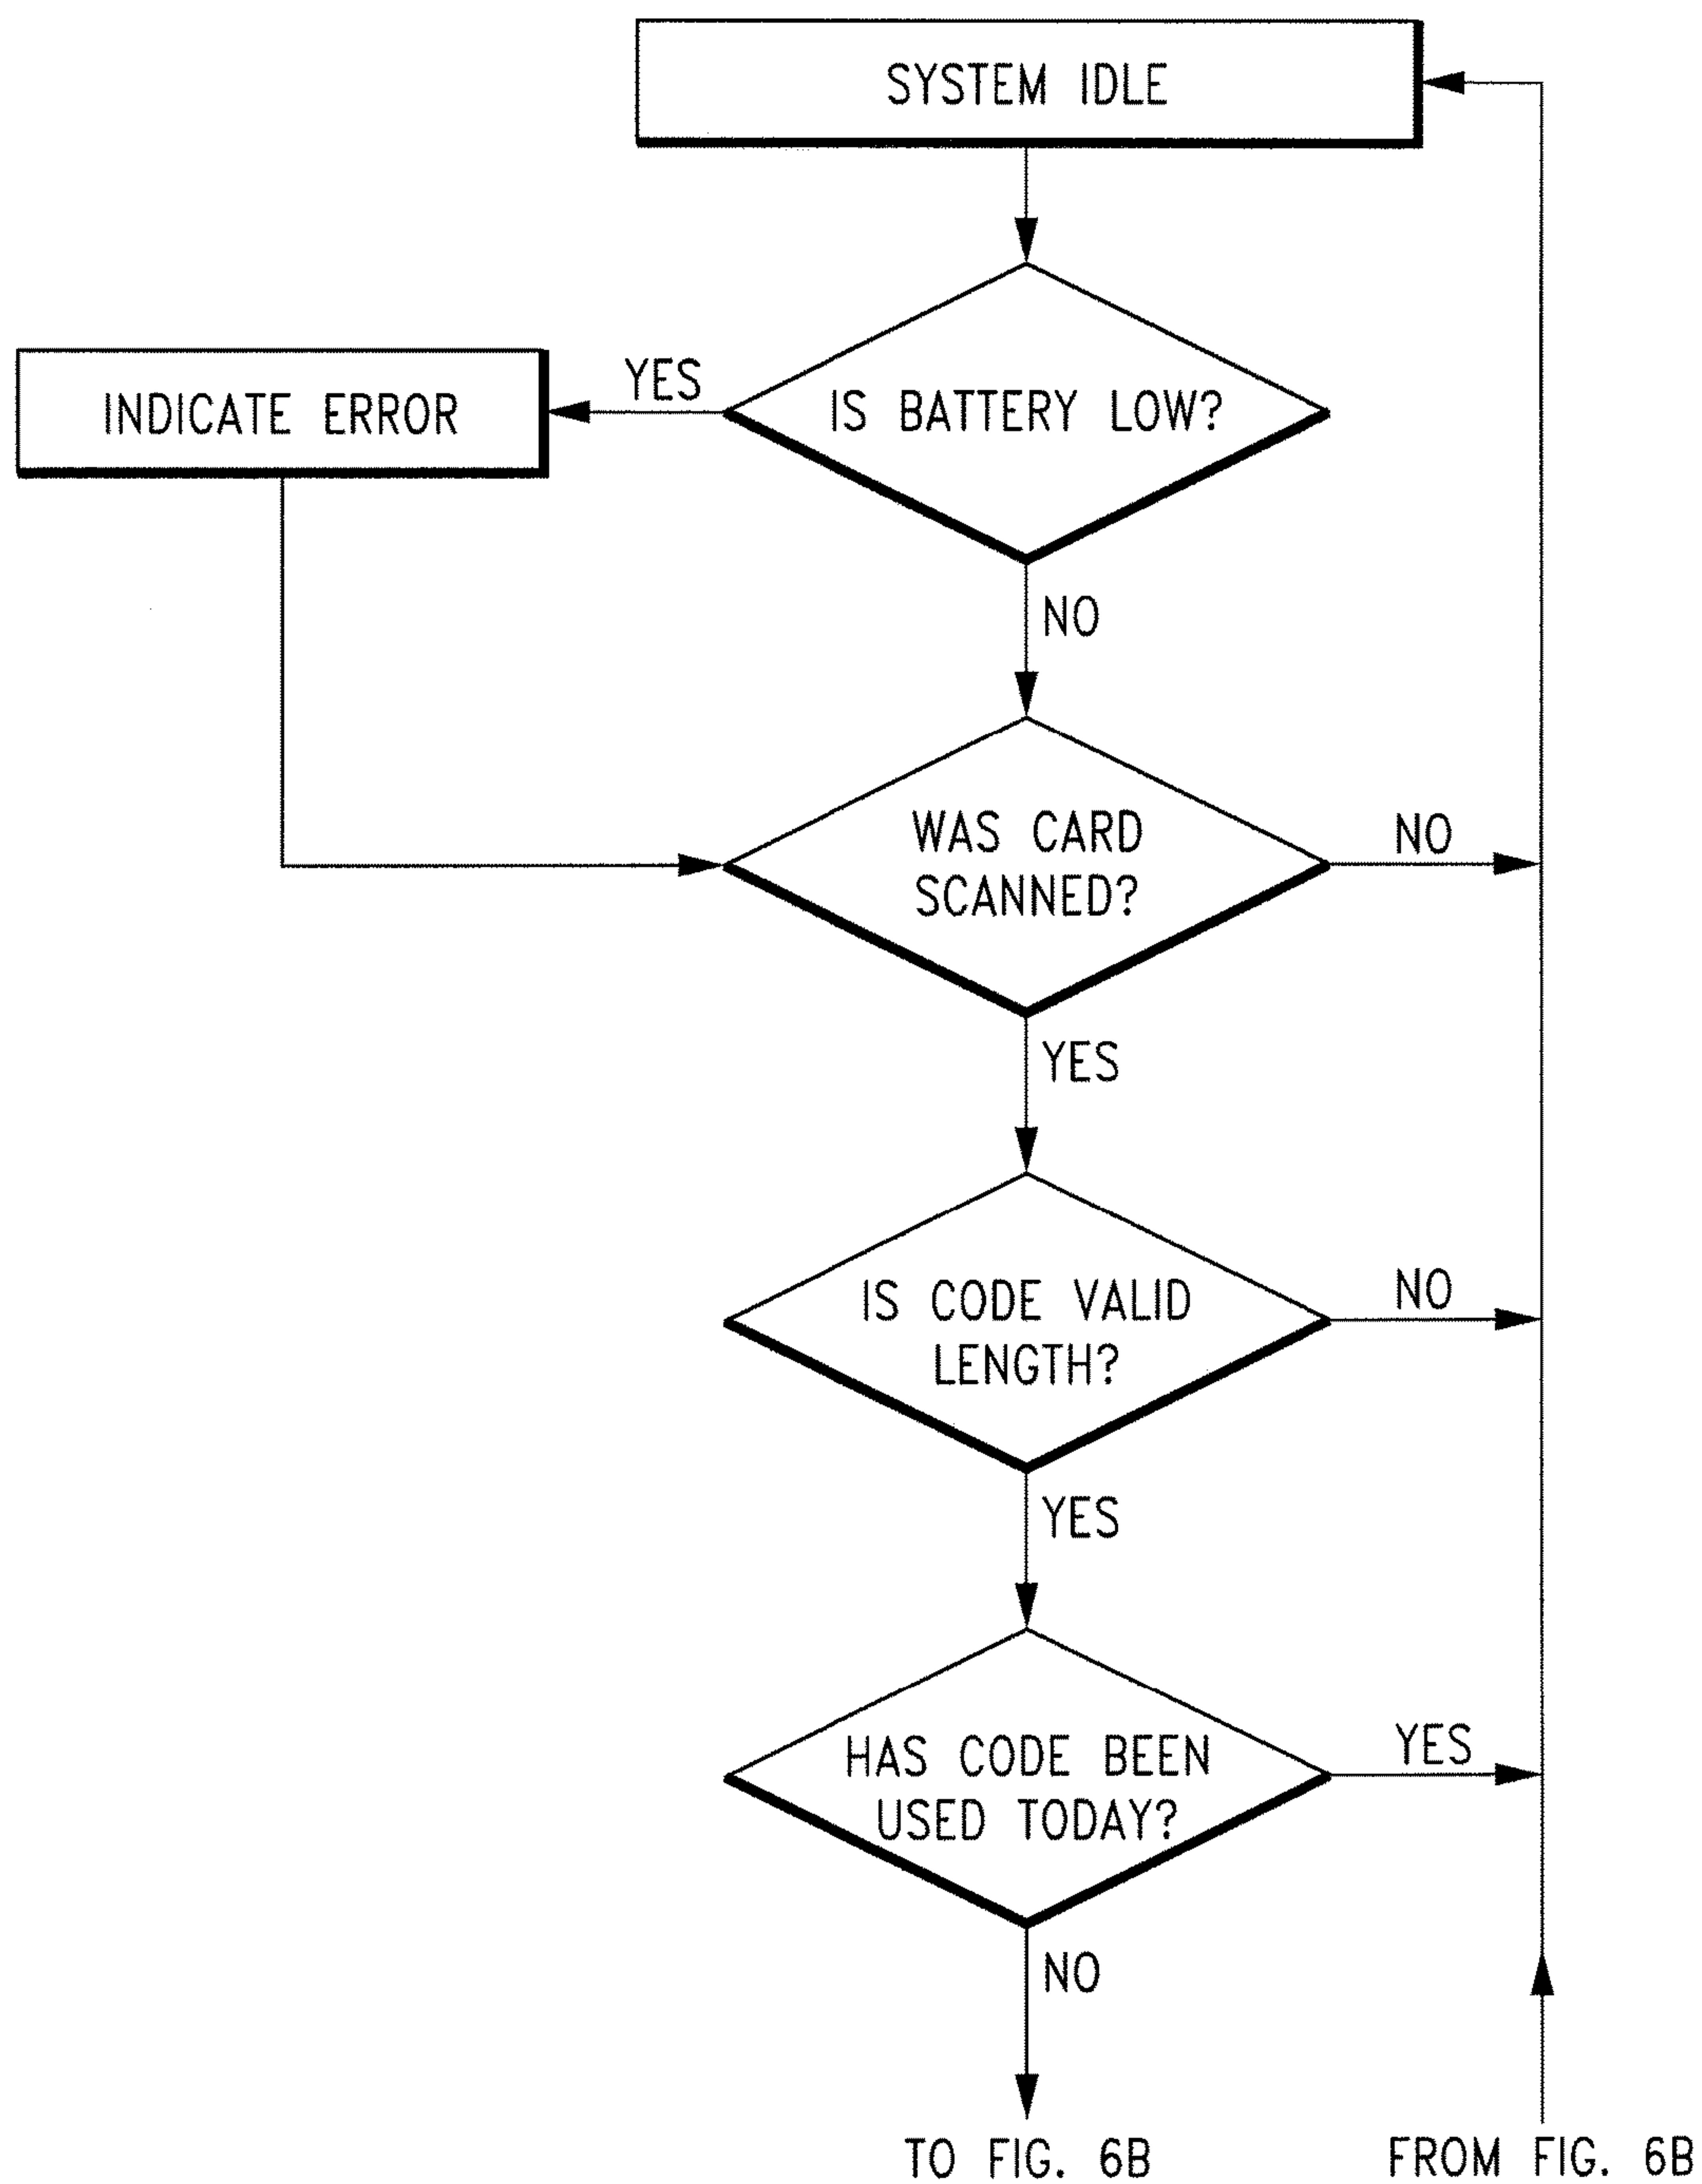 SYSTEM IDLE
YES
INDICATE ERROR
IS BATTERY LOW?
NO
WAS CARD
SCANNED?
NO
YES
IS CODE VALID
LENGTH?
NO
YES
HAS CODE BEEN
USED TODAY?
YES
NO
TO FIG. 6B
FROM FIG. 6B